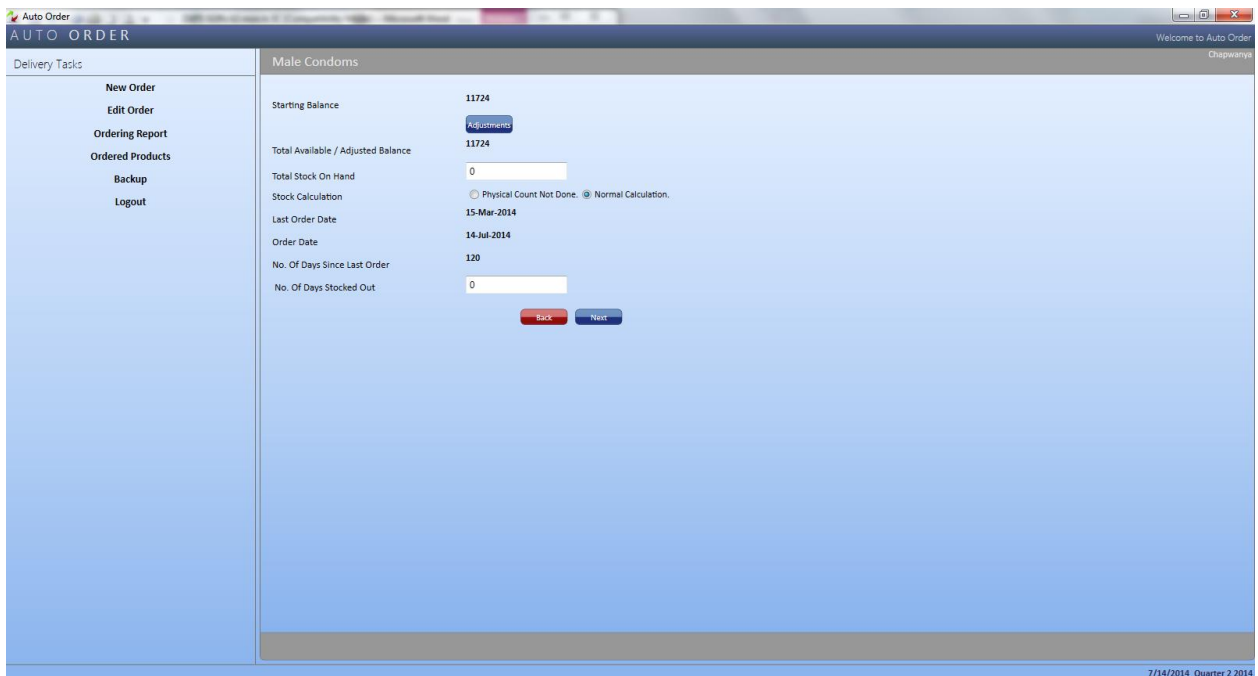 Auto Order
AUTO ORDER
Welcome to Auto Order
Chapwanya
Delivery Tasks
New Order
Edit Order
Ordering Report
Ordered Products
Backup
Logout
Male Condoms
Starting Balance 11724
Adjustments
Total Available / Adjusted Balance 11724
Total Stock On Hand 0
Stock Calculation Physical Count Not Done. Normal Calculation.
Last Order Date 15-Mar-2014
Order Date 14-Jul-2014
No. Of Days Since Last Order 120
No. Of Days Stocked Out 0
Back Next
7/14/2014 Quarter 2 2014